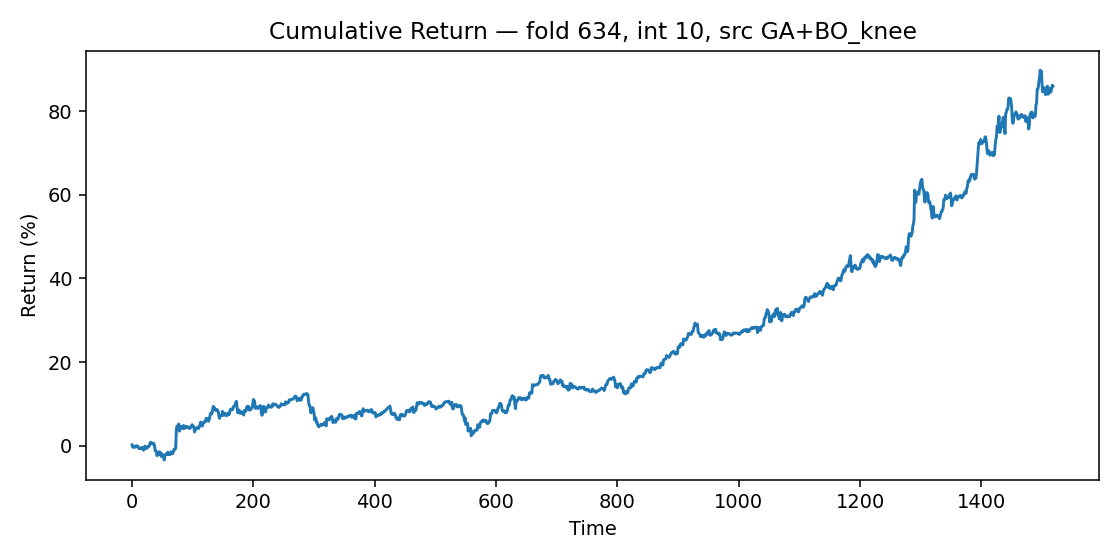 Cumulative Return — fold 634, int 10, src GA+BO_knee
Return (%)
80
60
40
20
0
0 200 400 600 800 1000 1200 1400
Time